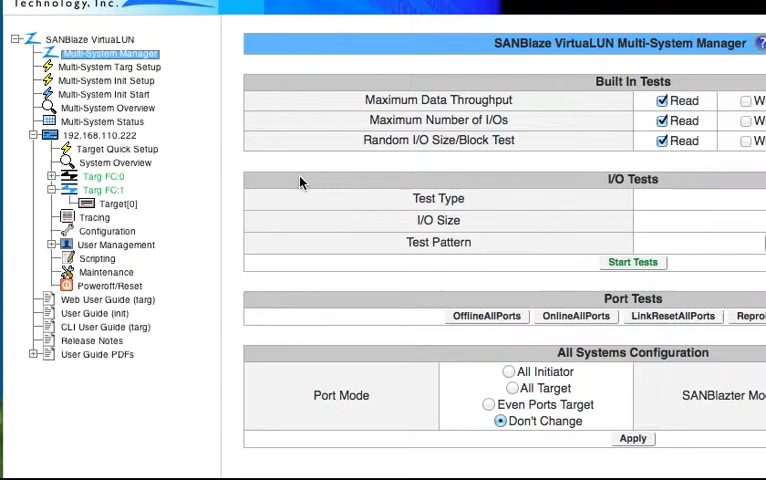 Technology, Inc.
SANBlaze VirtuaLUN
Multi-System Manager
Multi-System Targ Setup
Multi-System Init Setup
Multi-System Init Start
Multi-System Overview
Multi-System Status
192.168.110.222
Target Quick Setup
System Overview
Targ FC:0
Targ FC:1
Target[0]
Tracing
Configuration
User Management
Scripting
Maintenance
Poweroff/Reset
Web User Guide (targ)
User Guide (init)
CLI User Guide (targ)
Release Notes
User Guide PDFs
SANBlaze VirtuaLUN Multi-System Manager ?
Built In Tests
Maximum Data Throughput Read W
Maximum Number of I/Os Read W
Random I/O Size/Block Test Read W
I/O Tests
Test Type
I/O Size
Test Pattern
Start Tests
Port Tests
OfflineAllPorts OnlineAllPorts LinkResetAllPorts Repro
All Systems Configuration
Port Mode
All Initiator
All Target
Even Ports Target
Don't Change
SANBlazter Mo
Apply